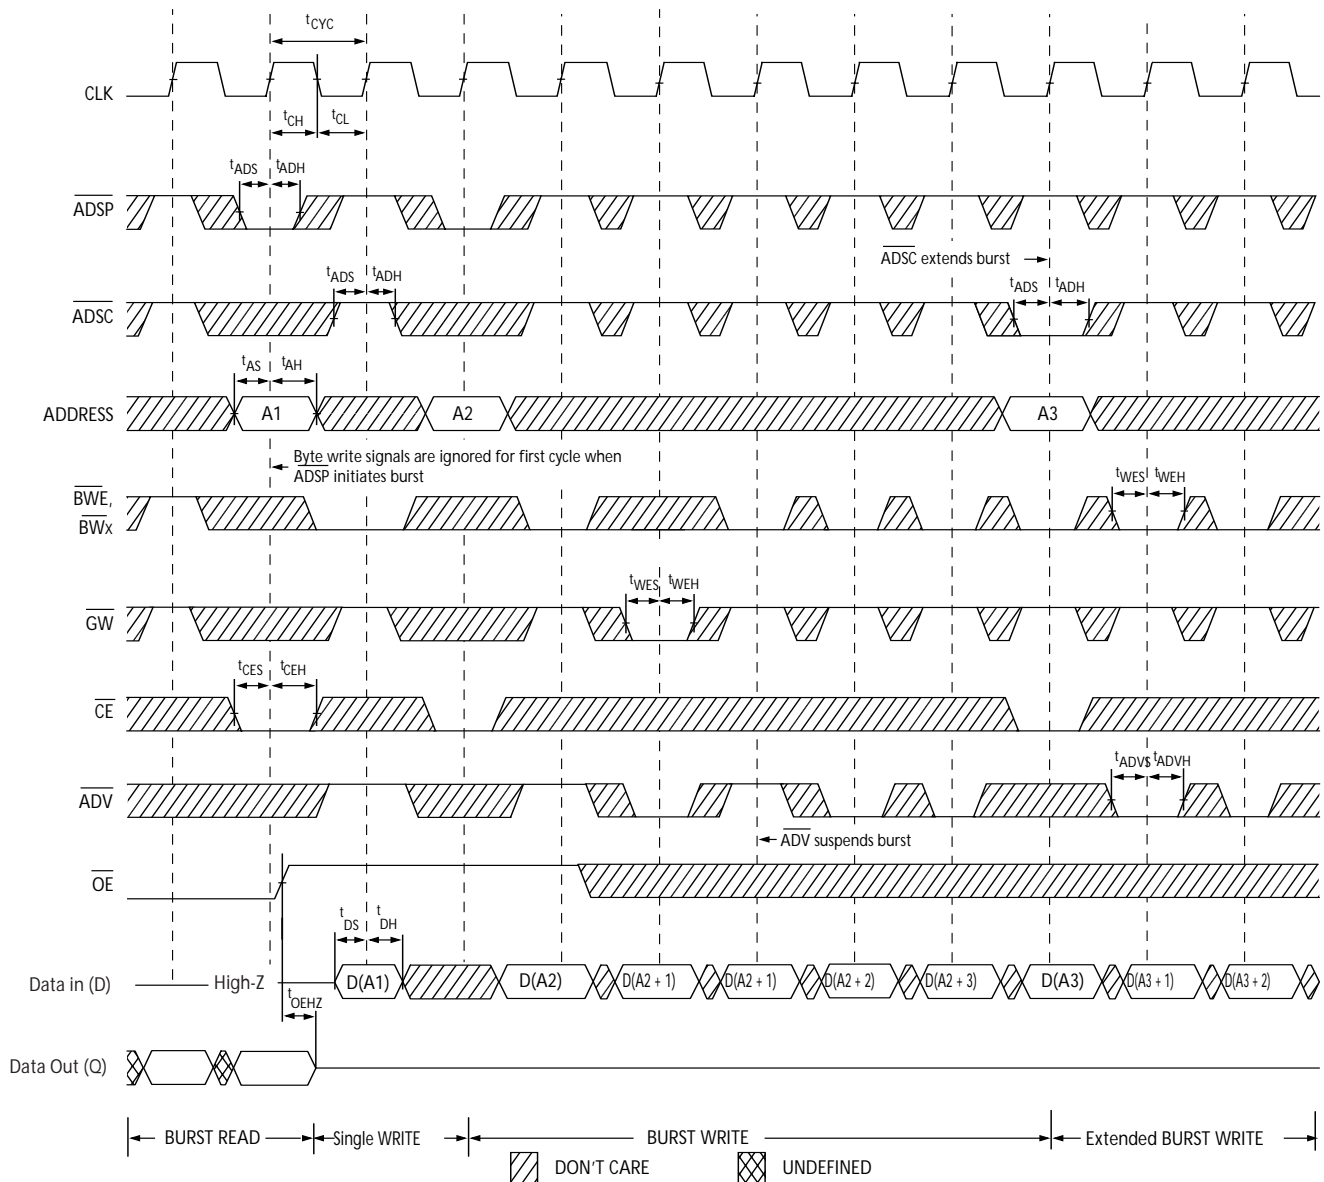 tCYC
CLK
tCH
tCL
tADS
tADH
ADSP
ADSC extends burst
tADS
tADH
tADS
tADH
ADSC
tAS
tAH
ADDRESS
A1
A2
A3
Byte write signals are ignored for first cycle when
ADSP initiates burst
BWE,
BWx
tWES
tWEH
tWES
tWEH
GW
tCES
tCEH
CE
tADVS
tADVH
ADV
ADV suspends burst
OE
tDS
tDH
Data in (D)
High-Z
D(A1)
D(A2)
D(A2 + 1)
D(A2 + 1)
D(A2 + 2)
D(A2 + 3)
D(A3)
D(A3 + 1)
D(A3 + 2)
tOEHZ
Data Out (Q)
BURST READ
Single WRITE
BURST WRITE
Extended BURST WRITE
DON'T CARE
UNDEFINED